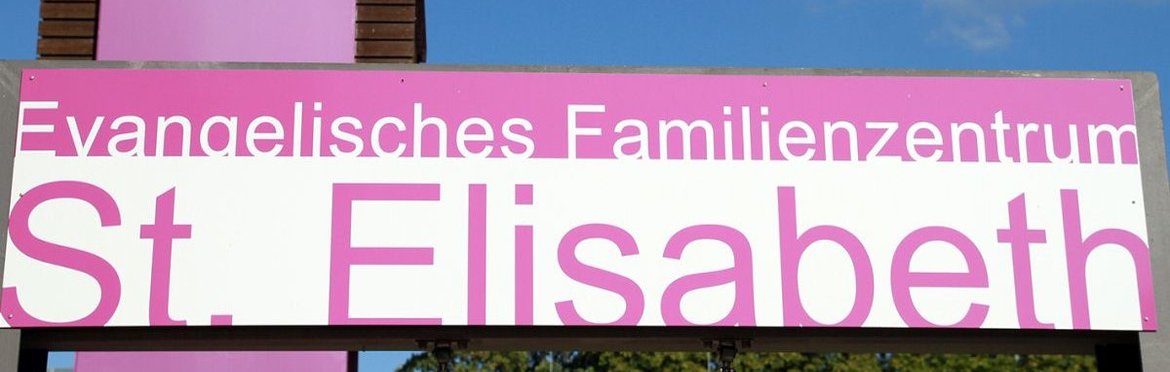 Evangelisches Familienzentrum
St. Elisabeth